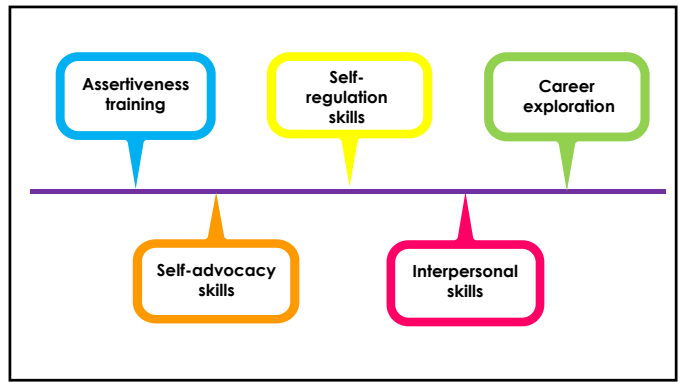 Assertiveness
training
Self-
regulation
skills
Career
exploration
Self-advocacy
skills
Interpersonal
skills